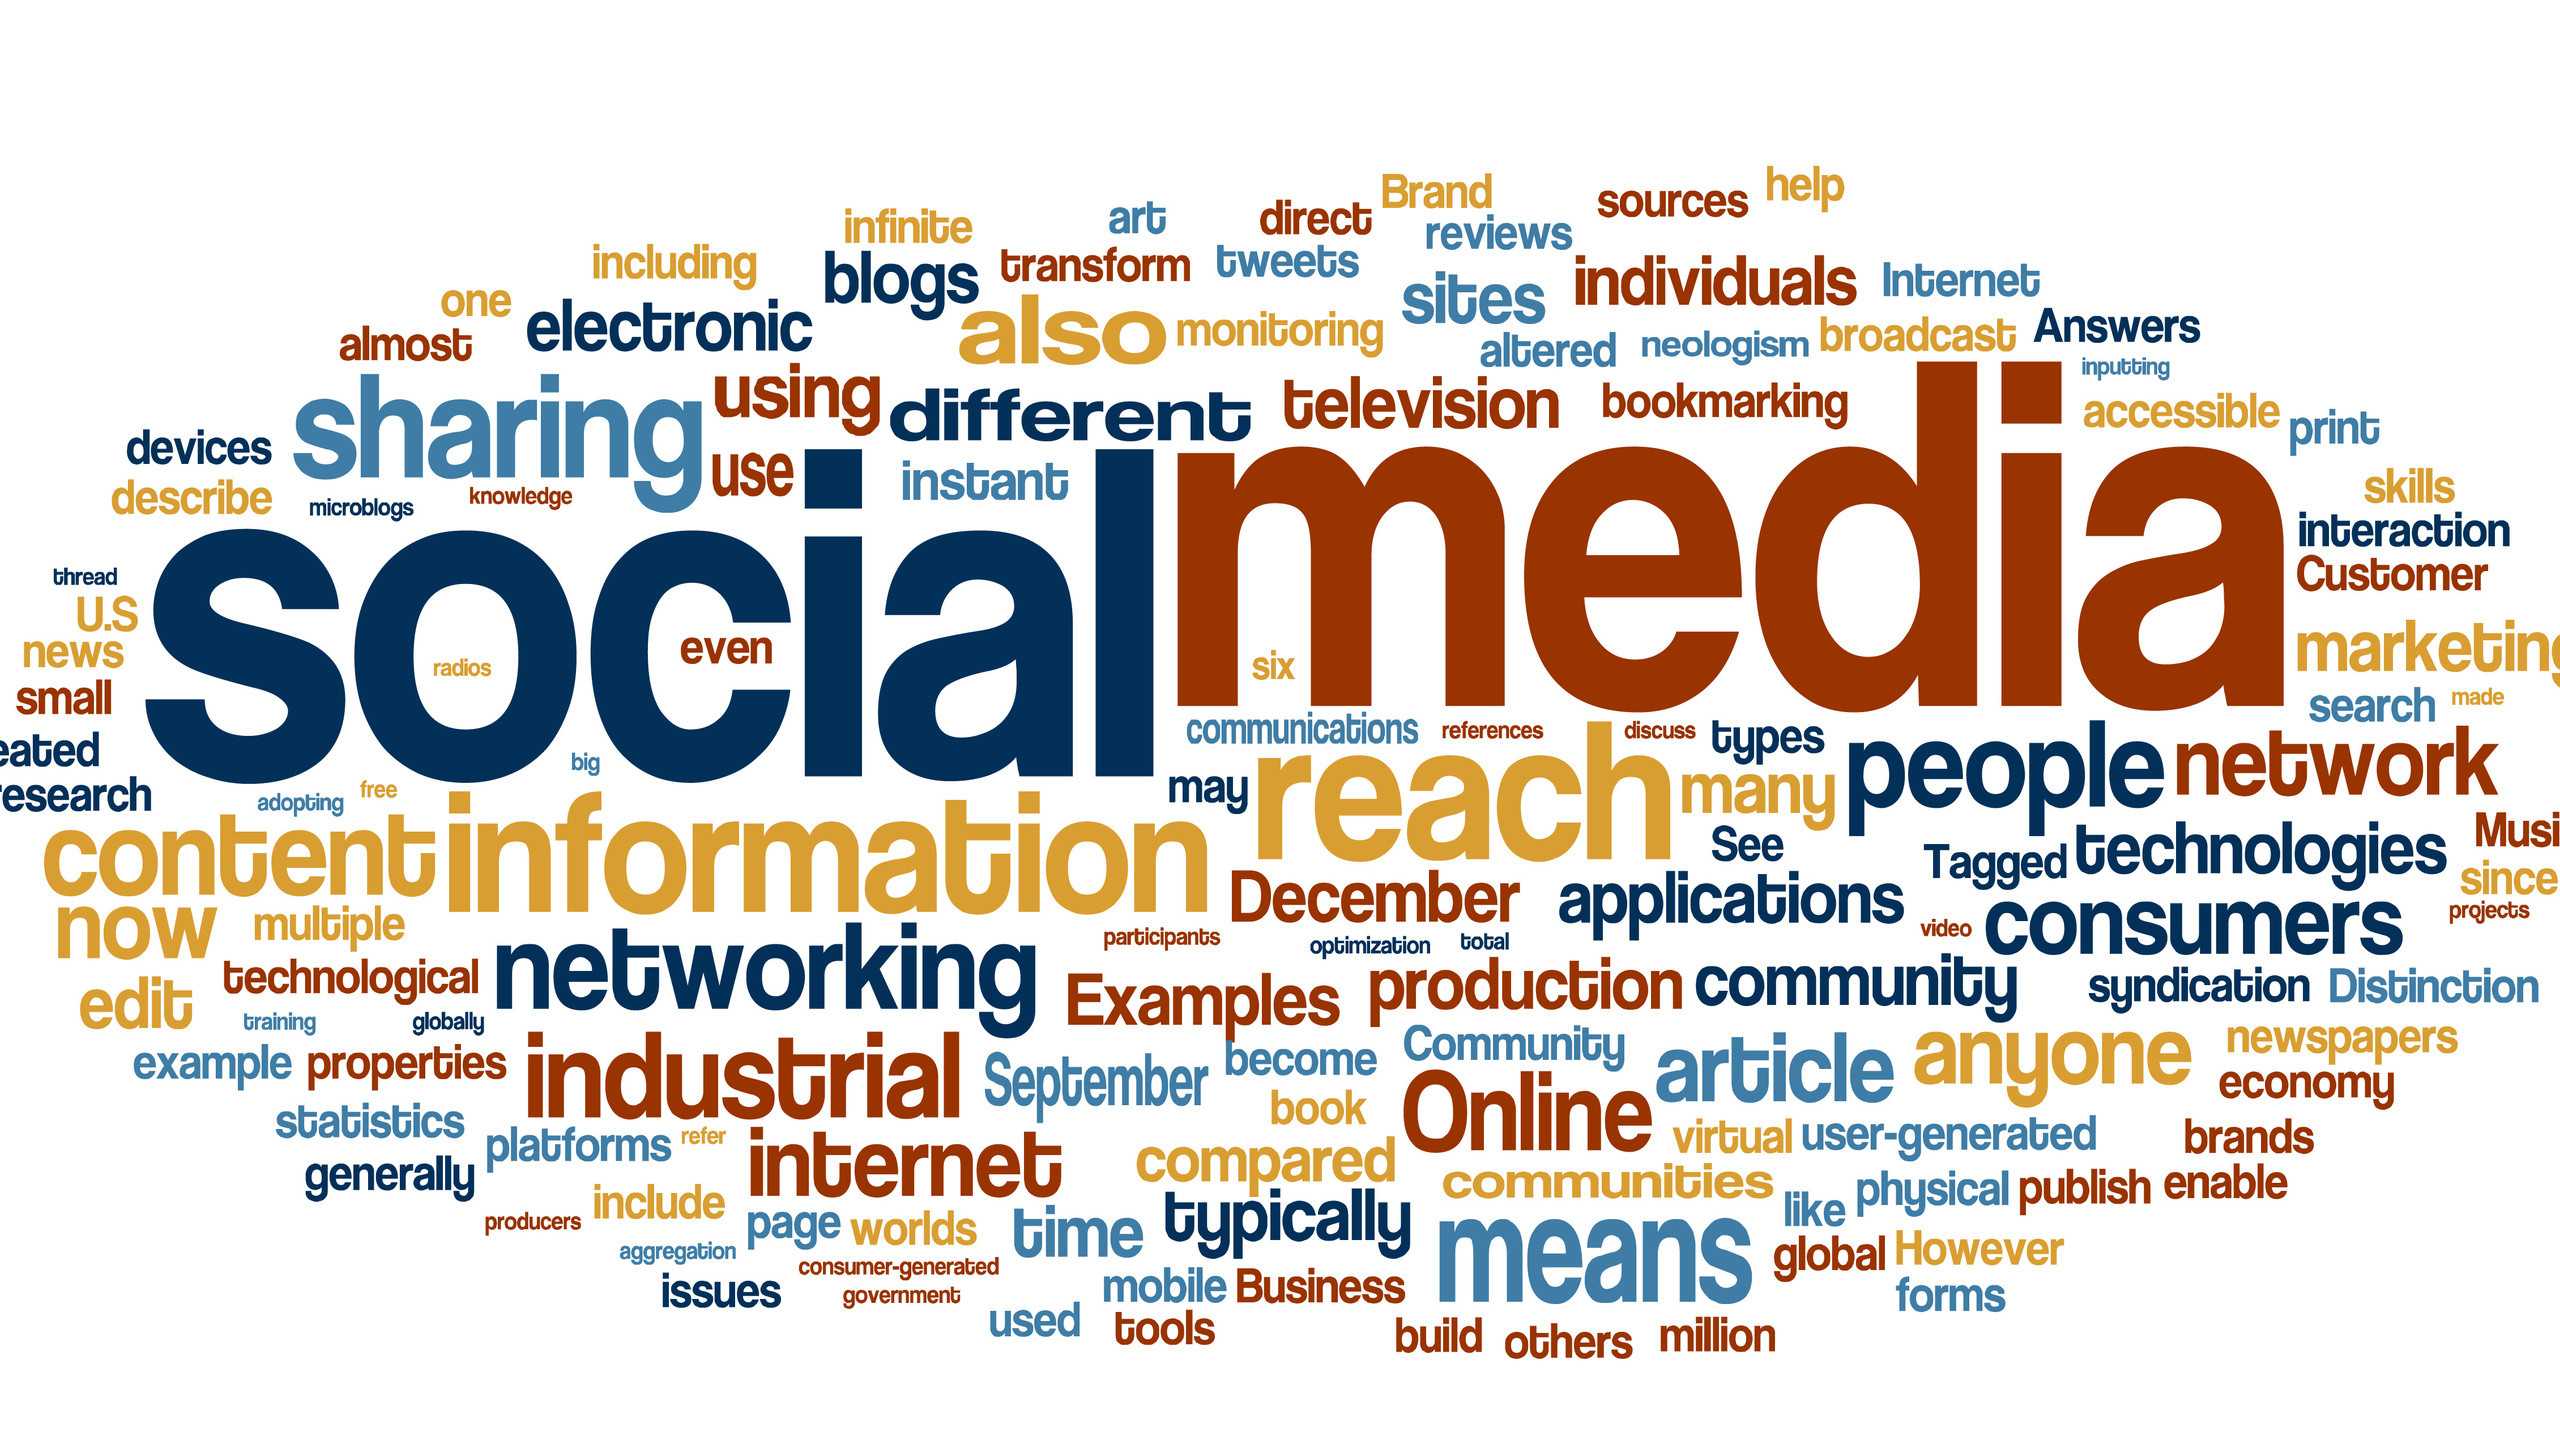 help
Brand
sources
art
direct
infinite
reviews
including
blogs
transform
tweets
individuals
Internet
one
electronic
also
monitoring
sites
almost
altered
neologism
broadcast
Answers
inputting
sharing
using
different
television
bookmarking
accessible
print
devices
use
instant
skills
describe
microblogs
knowledge
interaction
thread
social
media
Customer
U.S
news
radios
even
six
marketing
small
search
made
communications
references
discuss
types
eated
big
people
network
research
adopting
free
may
reach
many
content
information
See
Tagged
technologies
Musi
since
now
multiple
December
applications
video
consumers
projects
participants
optimization
total
edit
technological
networking
Examples
production
community
syndication
Distinction
training
globally
example
properties
industrial
September
become
Community
article
anyone
newspapers
economy
statistics
book
Online
platforms
refer
virtual
user-generated
brands
generally
internet
compared
communities
like
physical
publish
enable
producers
include
page
worlds
time
typically
means
global
However
aggregation
consumer-generated
issues
government
mobile
Business
forms
used
tools
build
others
million